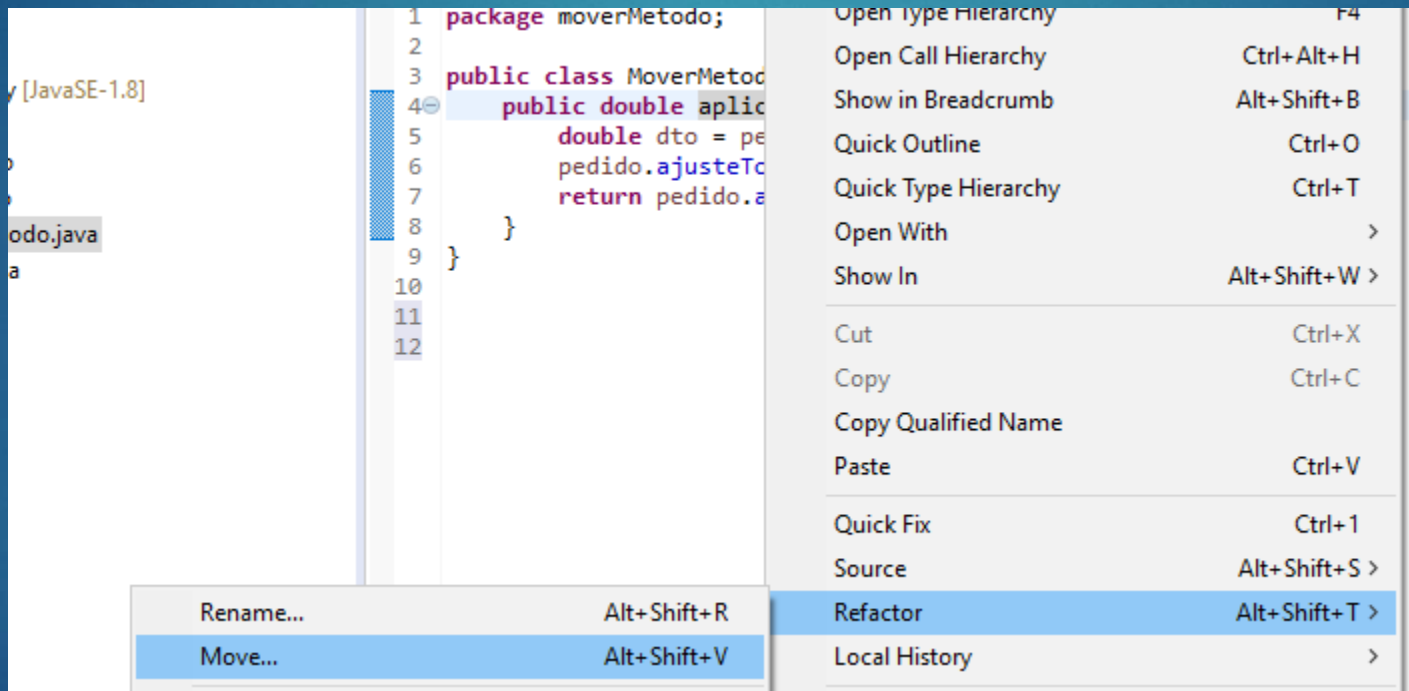 y [JavaSE-1.8]
odo.java
a
1 package moverMetodo;
2
3 public class MoverMetod
4 public double aplic
5 double dto = pe
6 pedido.ajusteTo
7 return pedido.a
8 }
9 }
10
11
12
Open Type Hierarchy F4
Open Call Hierarchy Ctrl+Alt+H
Show in Breadcrumb Alt+Shift+B
Quick Outline Ctrl+O
Quick Type Hierarchy Ctrl+T
Open With >
Show In Alt+Shift+W >
Cut Ctrl+X
Copy Ctrl+C
Copy Qualified Name
Paste Ctrl+V
Quick Fix Ctrl+1
Source Alt+Shift+S >
Refactor Alt+Shift+T >
Local History >
Rename... Alt+Shift+R
Move... Alt+Shift+V